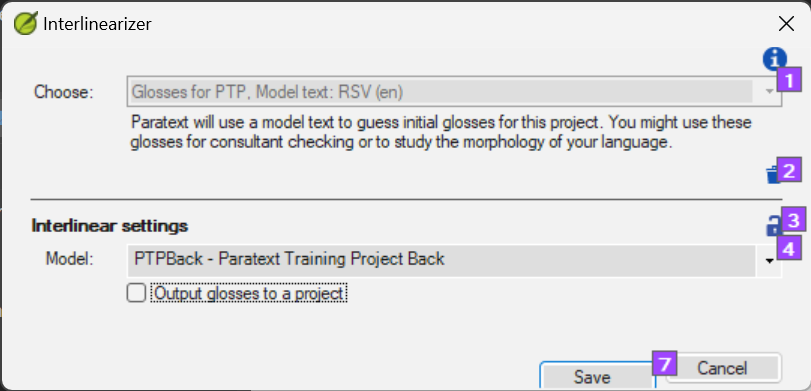 Interlinearizer
1
Choose:
Glosses for PTP, Model text: RSV (en)
Paratext will use a model text to guess initial glosses for this project. You might use these
glosses for consultant checking or to study the morphology of your language.
2
Interlinear settings
3
Model:
PTPBack - Paratext Training Project Back
4
Output glosses to a project
Save
7
Cancel